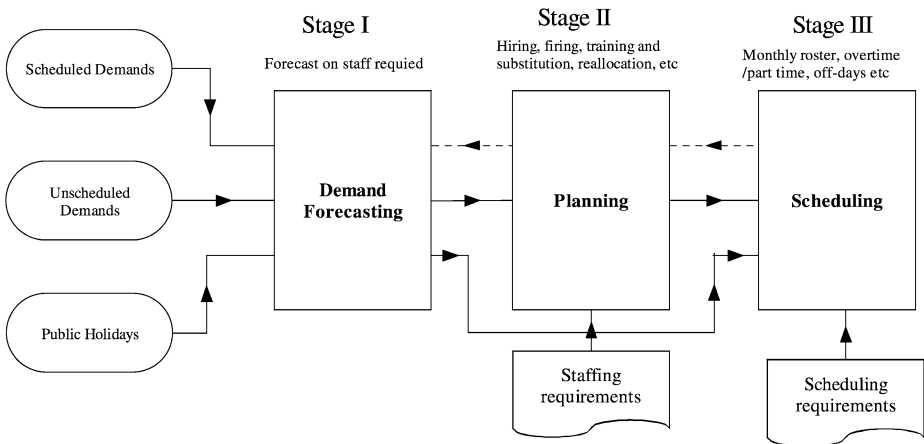 Stage I
Forecast on staff requied
Stage II
Hiring, firing, training and
substitution, reallocation, etc
Stage III
Monthly roster, overtime
/part time, off-days etc
Scheduled Demands
Unscheduled
Demands
Public Holidays
Demand
Forecasting
Planning
Scheduling
Staffing
requirements
Scheduling
requirements